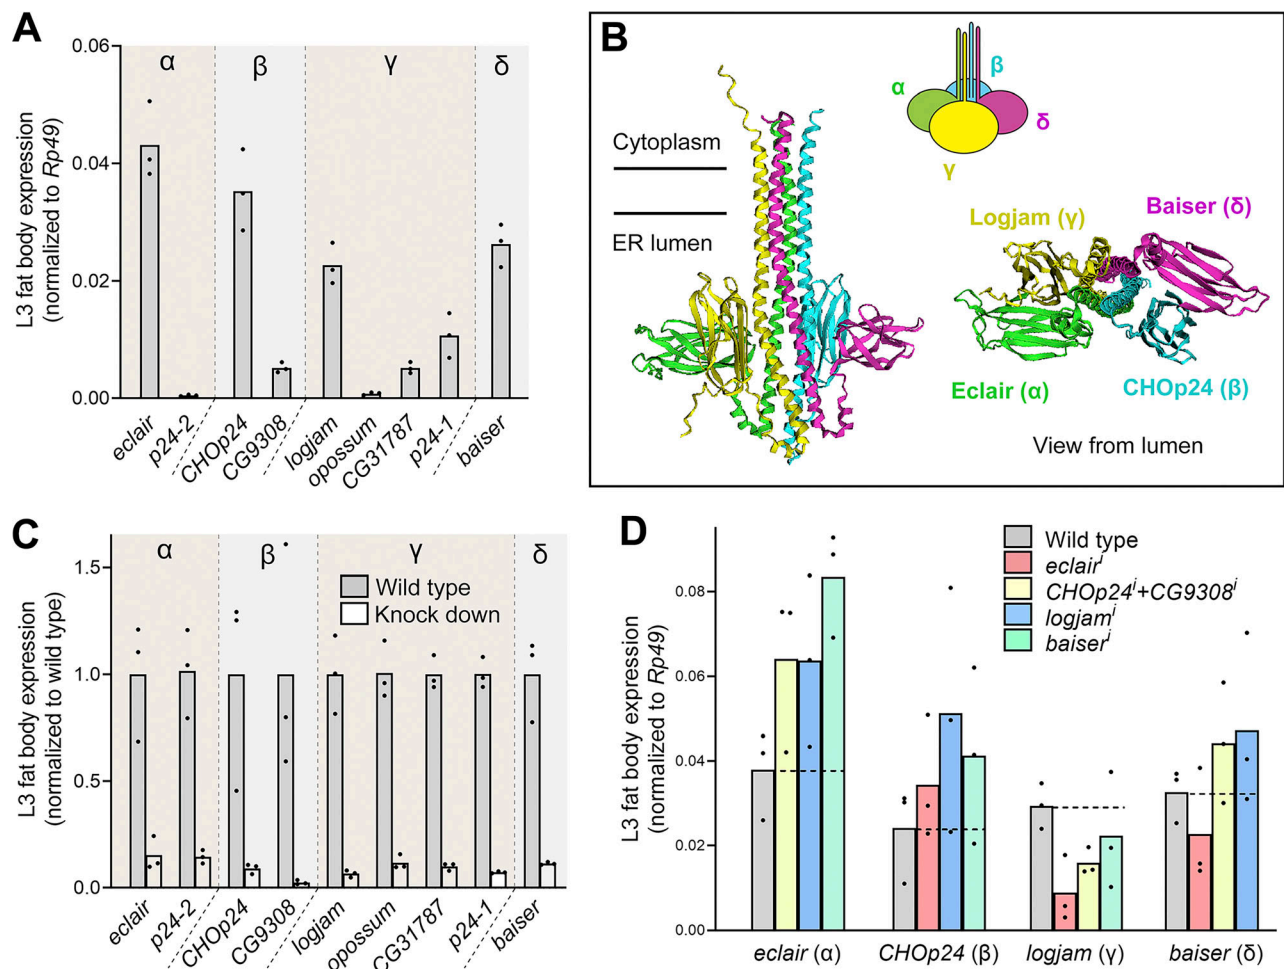 A
L3 fat body expression
(normalized to Rp49)
0.06
0.04
0.02
0.00
α
β
γ
δ
eclair
p24-2
CHOp24
CG9308
logjam
opossum
CG31787
p24-1
baiser
B
Cytoplasm
ER lumen
α
β
γ
δ
Logjam (γ)
Baiser (δ)
Eclair (α)
CHOp24 (β)
View from lumen
C
L3 fat body expression
(normalized to wild type)
1.5
1.0
0.5
0.0
α
β
γ
δ
Wild type
Knock down
eclair
p24-2
CHOp24
CG9308
logjam
opossum
CG31787
p24-1
baiser
D
L3 fat body expression
(normalized to Rp49)
0.08
0.06
0.04
0.02
0.00
Wild type
eclairⁱ
CHOp24ⁱ+CG9308ⁱ
logjamⁱ
baiserⁱ
eclair (α)
CHOp24 (β)
logjam (γ)
baiser (δ)